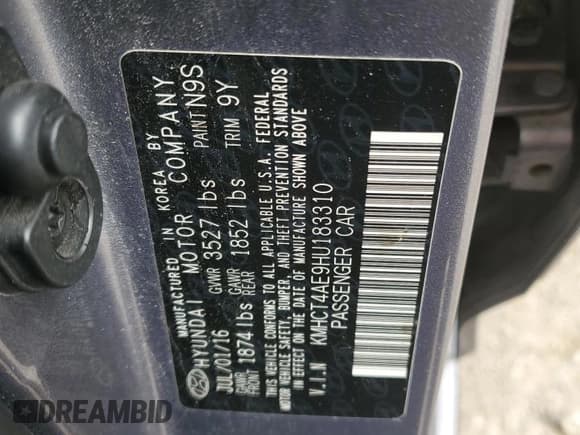 MANUFACTURED IN KOREA BY
HYUNDAI MOTOR COMPANY
JUL/01/16 GVWR 3527 lbs PAINT N9S
GAWR FRONT 1874 lbs GAWR REAR 1852 lbs TRIM 9Y
THIS VEHICLE CONFORMS TO ALL APPLICABLE U.S.A. FEDERAL
MOTOR VEHICLE SAFETY, BUMPER, AND THEFT PREVENTION STANDARDS
IN EFFECT ON THE DATE OF MANUFACTURE SHOWN ABOVE
V.I.N KMHCT4AE9HU183310
PASSENGER CAR
DREAMBID